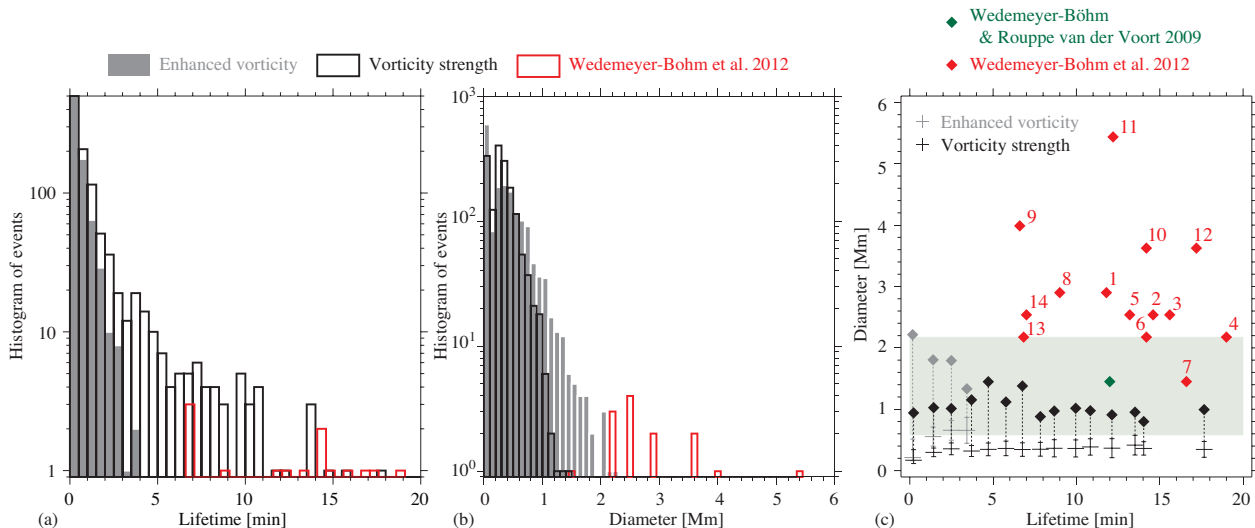 Wedemeyer-Böhm
& Rouppe van der Voort 2009
Enhanced vorticity Vorticity strength Wedemeyer-Bohm et al. 2012 Wedemeyer-Bohm et al. 2012
Histogram of events
100
10
1
0 5 10 15 20
(a) Lifetime [min]
Histogram of events
10³
10²
10¹
10⁰
0 1 2 3 4 5 6
(b) Diameter [Mm]
Diameter [Mm]
6
5
4
3
2
1
0
Enhanced vorticity
Vorticity strength
11
9
10 12
8 1
14 5 2 3
13 6 4
7
0 5 10 15 20
(c) Lifetime [min]